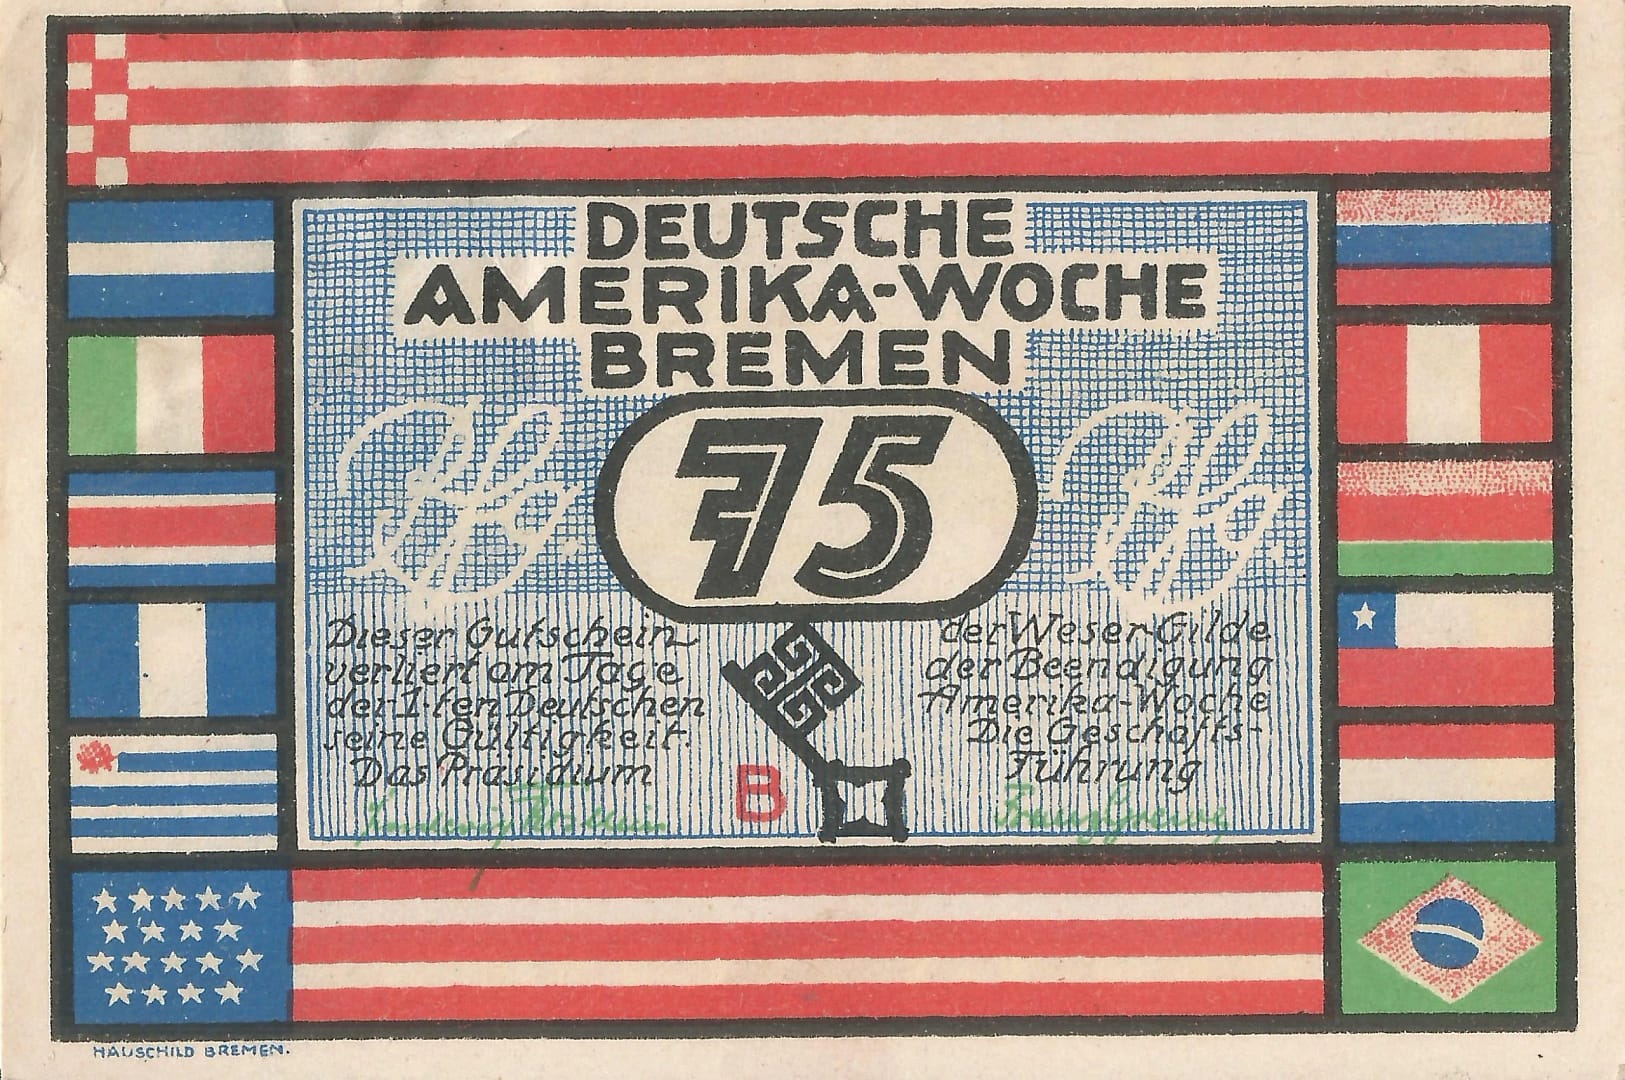 DEUTSCHE
AMERIKA-WOCHE
BREMEN
Pfg. 75 Pfg.
Dieser Gutschein der Weser-Gilde
verliert am Tage der Beendigung
der 1-ten Deutschen Amerika-Woche
seine Gültigkeit. Die Geschäfts-
Das Präsidium Führung
B
HAUSCHILD BREMEN.